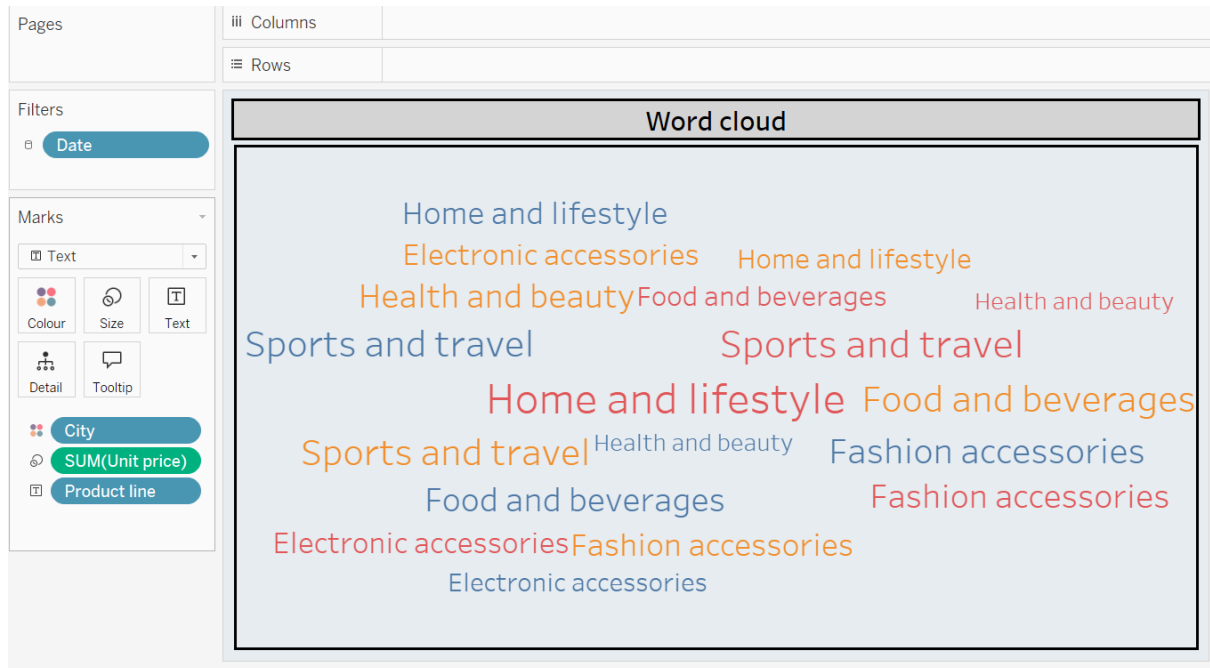 Pages
Columns
Rows
Filters
Date
Marks
Text
Colour
Size
Text
Detail
Tooltip
City
SUM(Unit price)
Product line
Word cloud
Home and lifestyle
Electronic accessories
Home and lifestyle
Health and beauty
Food and beverages
Health and beauty
Sports and travel
Sports and travel
Home and lifestyle
Food and beverages
Sports and travel
Health and beauty
Fashion accessories
Food and beverages
Fashion accessories
Electronic accessories
Fashion accessories
Electronic accessories